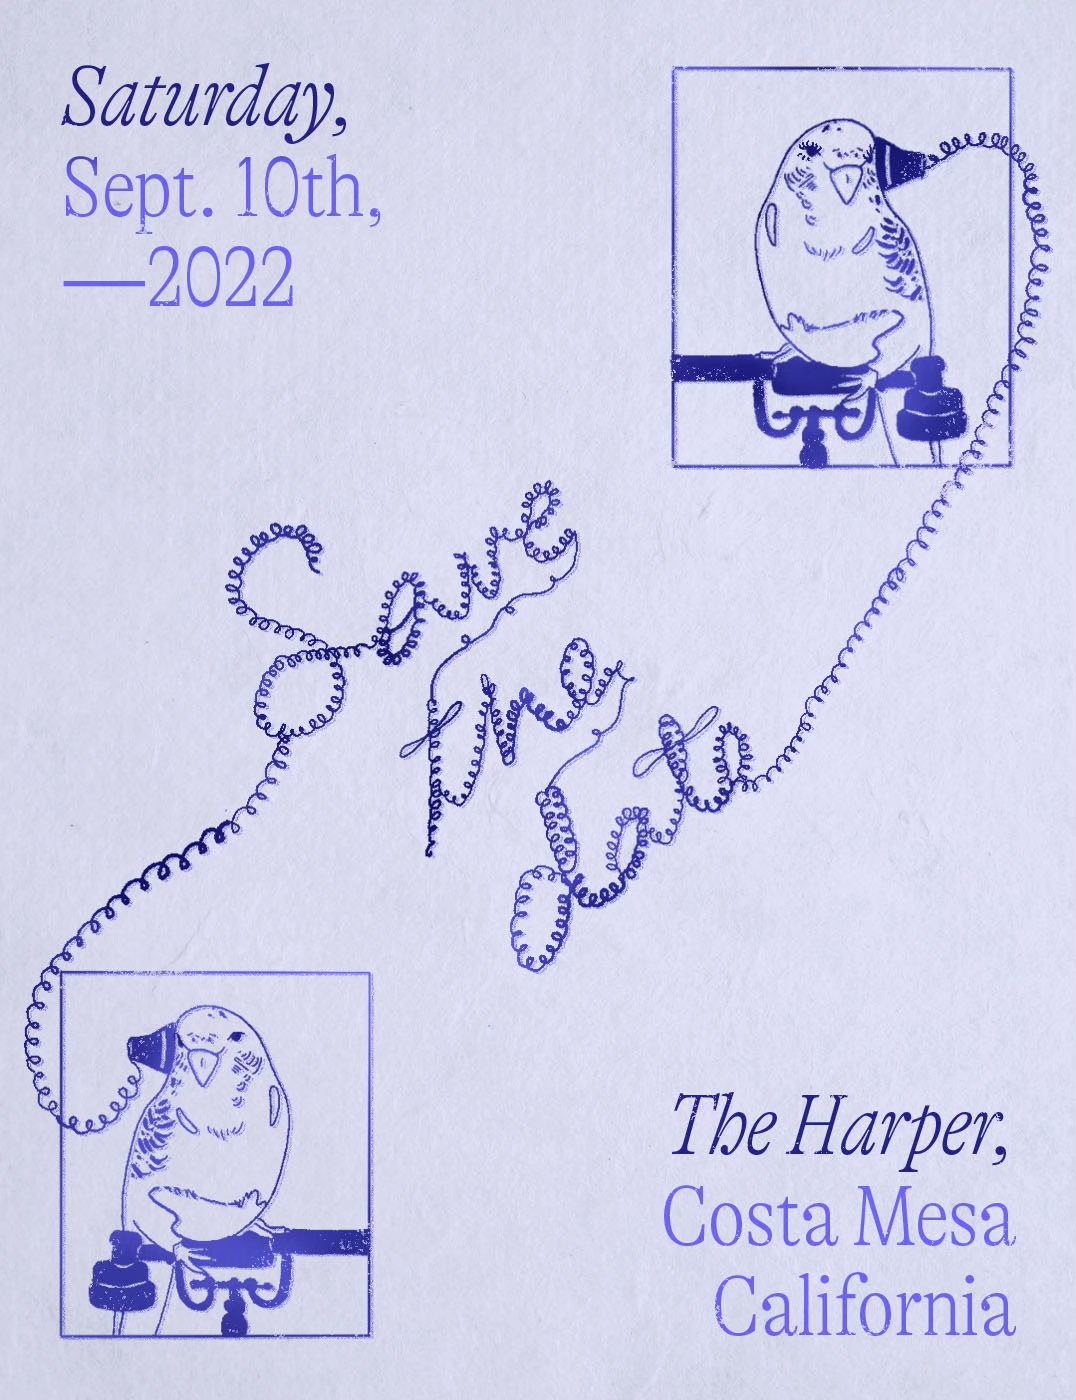 Saturday,
Sept. 10th,
—2022
Save
the
date
The Harper,
Costa Mesa
California